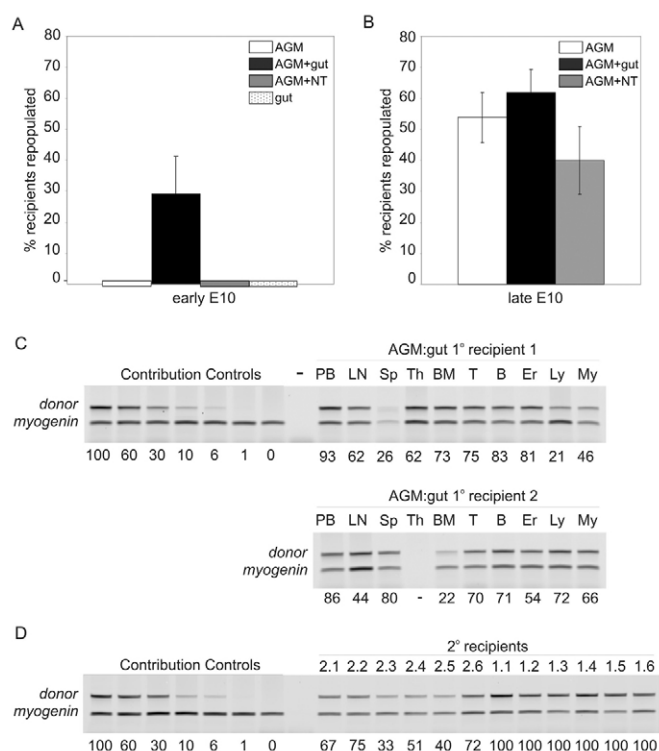 A
B
80
70
60
50
40
30
20
10
0
% recipients repopulated
AGM
AGM+gut
AGM+NT
gut
early E10
80
70
60
50
40
30
20
10
0
% recipients repopulated
AGM
AGM+gut
AGM+NT
late E10
C
AGM:gut 1° recipient 1
Contribution Controls - PB LN Sp Th BM T B Er Ly My
donor
myogenin
100 60 30 10 6 1 0 93 62 26 62 73 75 83 81 21 46
AGM:gut 1° recipient 2
PB LN Sp Th BM T B Er Ly My
donor
myogenin
86 44 80 - 22 70 71 54 72 66
D
2° recipients
Contribution Controls 2.1 2.2 2.3 2.4 2.5 2.6 1.1 1.2 1.3 1.4 1.5 1.6
donor
myogenin
100 60 30 10 6 1 0 67 75 33 51 40 72 100 100 100 100 100 100